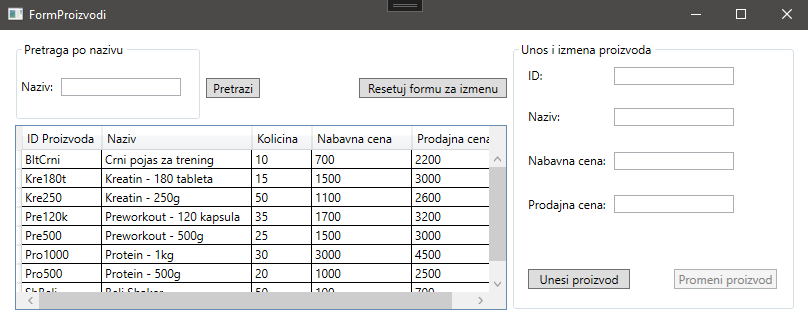 FormProizvodi
Pretraga po nazivu
Naziv:
Pretrazi
Resetuj formu za izmenu
ID Proizvoda Naziv Kolicina Nabavna cena Prodajna cena
BltCrni Crni pojas za trening 10 700 2200
Kre180t Kreatin - 180 tableta 15 1500 3000
Kre250 Kreatin - 250g 50 1100 2600
Pre120k Preworkout - 120 kapsula 35 1700 3200
Pre500 Preworkout - 500g 25 1500 3000
Pro1000 Protein - 1kg 30 3000 4500
Pro500 Protein - 500g 20 1000 2500
ShBeli Beli Shaker 50 100 700
Unos i izmena proizvoda
ID:
Naziv:
Nabavna cena:
Prodajna cena:
Unesi proizvod
Promeni proizvod